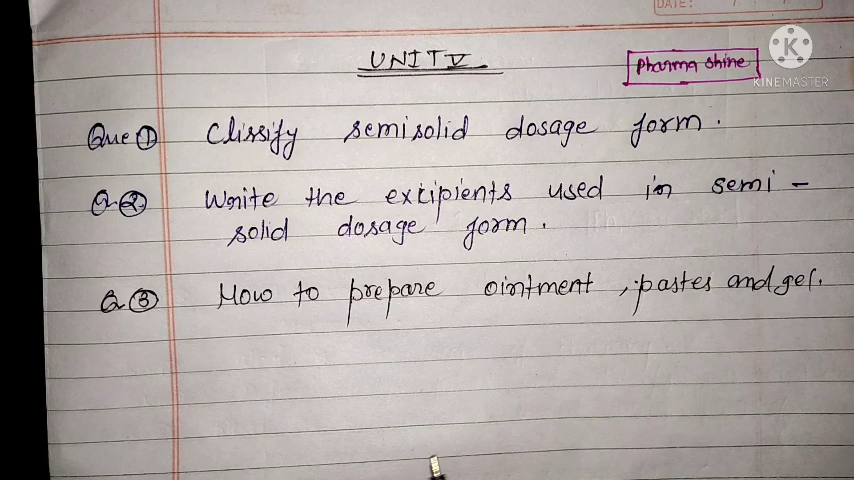 DATE: / /
UNIT V
Pharma Shine
KINEMASTER
Que ① Clissify semisolid dosage form.
Q ② Write the excipients used in semi -
solid dosage form.
Q ③ How to prepare ointment, pastes and gel.